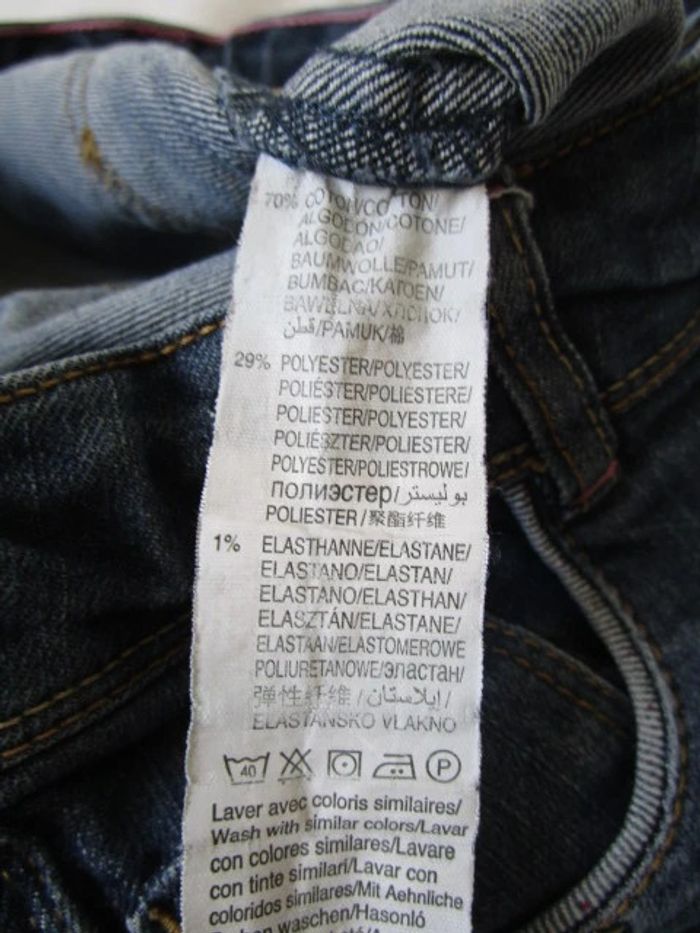 70% COTON/COTTON/
ALGODÓN/COTONE/
ALGODAO/
BAUMWOLLE/PAMUT/
BUMBAC/KATOEN/
BAWEŁNA/ХЛОПОК/
قطن/PAMUK/棉
29% POLYESTER/POLYESTER/
POLIÉSTER/POLIESTERE/
POLIESTER/POLYESTER/
POLIÉSZTER/POLIESTER/
POLYESTER/POLIESTROWE/
полиэстер/بوليستر/
POLIESTER/聚酯纤维
1% ELASTHANNE/ELASTANE/
ELASTANO/ELASTAN/
ELASTANO/ELASTHAN/
ELASZTÁN/ELASTANE/
ELASTAAN/ELASTOMEROWE
POLIURETANOWE/эластан/
弹性纤维/إيلاستان/
ELASTANSKO VLAKNO
40 P
Laver avec coloris similaires/
Wash with similar colors/Lavar
con colores similares/Lavare
con tinte similari/Lavar con
coloridos similares/Mit Aehnliche
waschen/Hasonló